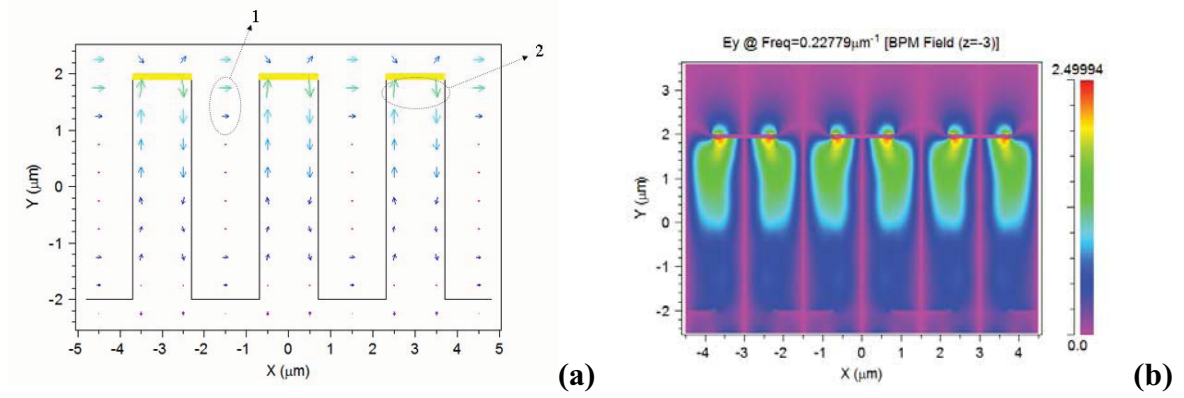 1
2
2
1
0
-1
-2
Y (μm)
-5 -4 -3 -2 -1 0 1 2 3 4 5
X (μm)
(a)
Ey @ Freq=0.22779μm⁻¹ [BPM Field (z=-3)]
2.49994
0.0
3
2
1
0
-1
-2
Y (μm)
-4 -3 -2 -1 0 1 2 3 4
X (μm)
(b)